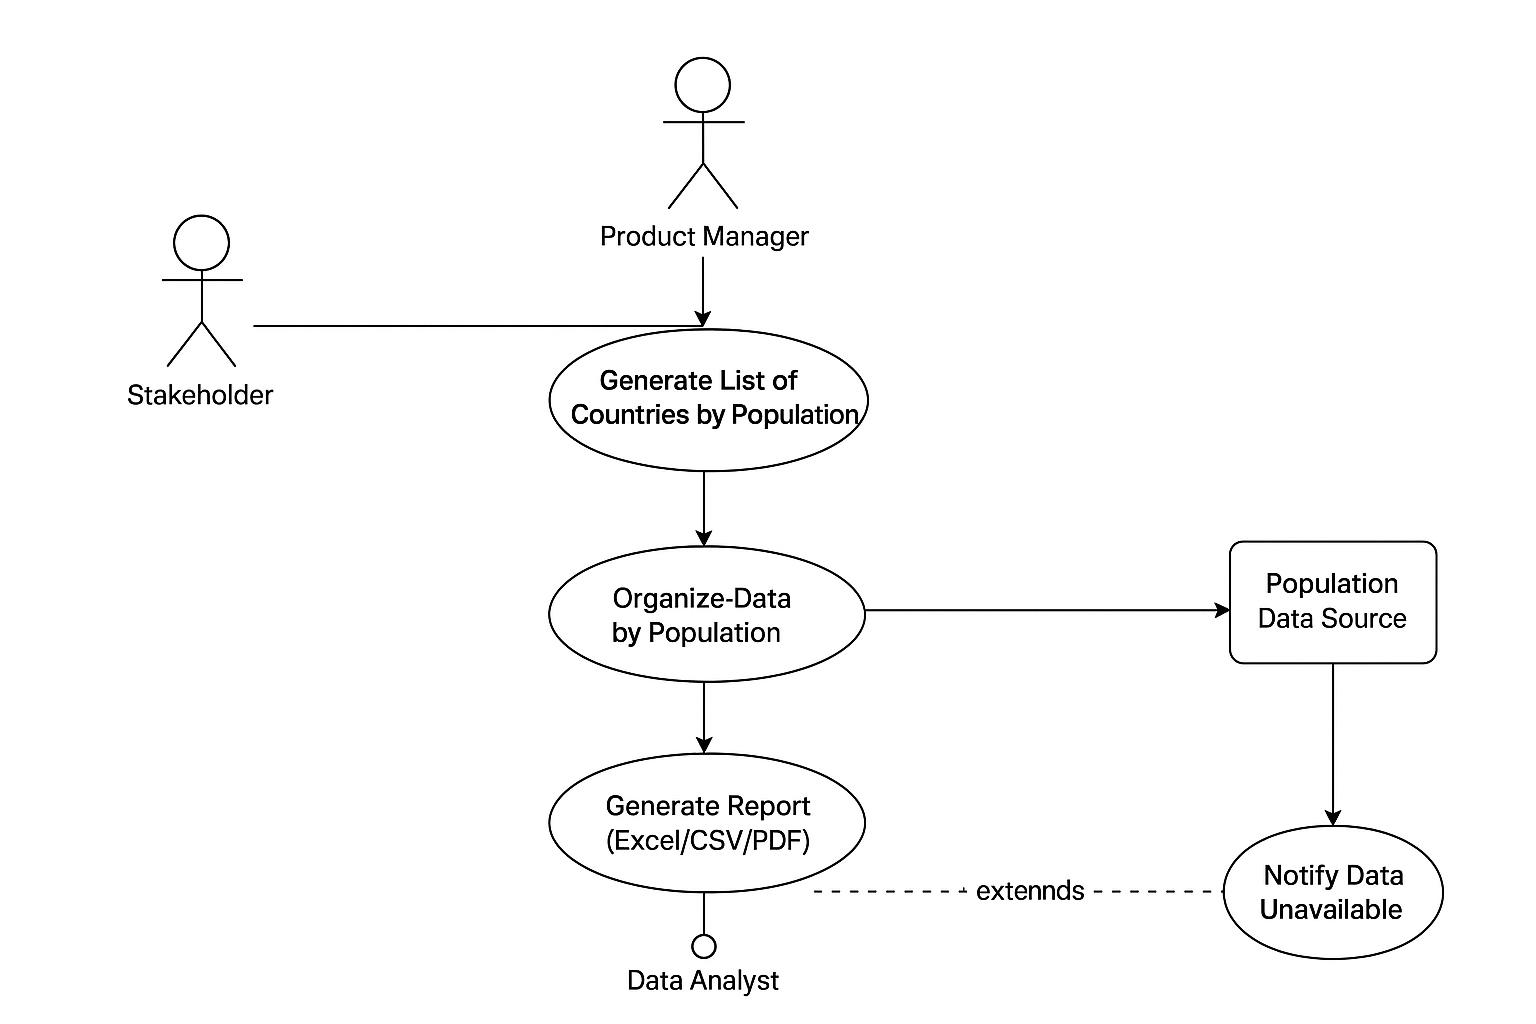 Product Manager
Stakeholder
Generate List of
Countries by Population
Organize-Data
by Population
Population
Data Source
Generate Report
(Excel/CSV/PDF)
extennds
Notify Data
Unavailable
Data Analyst